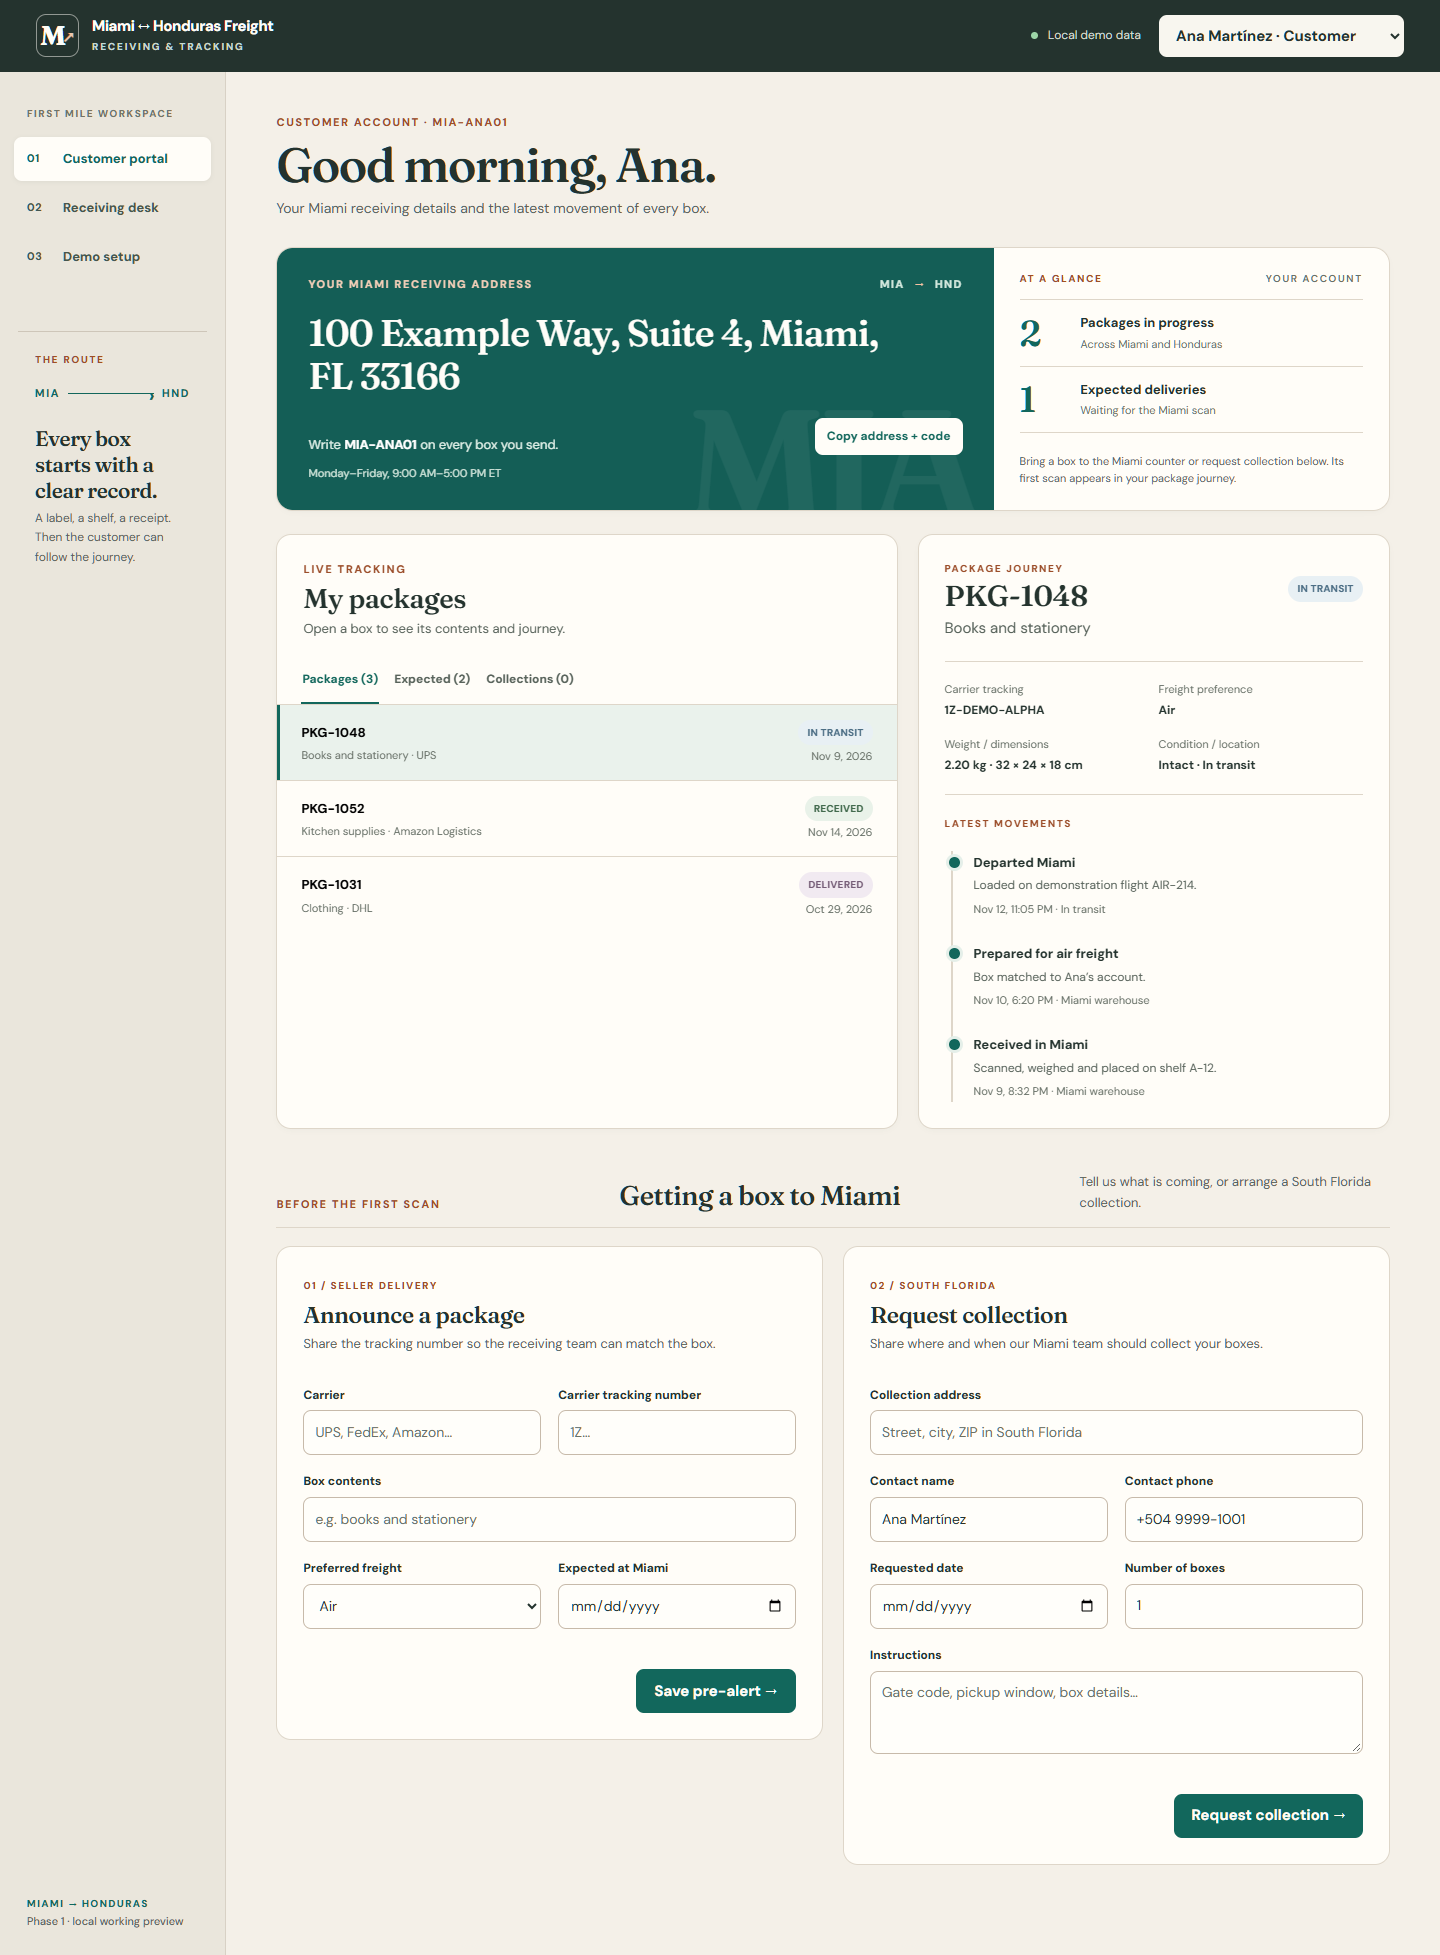 M
Miami ↔ Honduras Freight
RECEIVING & TRACKING
Local demo data
Ana Martínez · Customer
FIRST MILE WORKSPACE
01 Customer portal
02 Receiving desk
03 Demo setup
THE ROUTE
MIA HND
Every box
starts with a
clear record.
A label, a shelf, a receipt.
Then the customer can
follow the journey.
MIAMI → HONDURAS
Phase 1 · local working preview
CUSTOMER ACCOUNT · MIA-ANA01
Good morning, Ana.
Your Miami receiving details and the latest movement of every box.
YOUR MIAMI RECEIVING ADDRESS
MIA → HND
100 Example Way, Suite 4, Miami,
FL 33166
Write MIA-ANA01 on every box you send.
Monday–Friday, 9:00 AM–5:00 PM ET
Copy address + code
MIA
AT A GLANCE
YOUR ACCOUNT
2 Packages in progress
Across Miami and Honduras
1 Expected deliveries
Waiting for the Miami scan
Bring a box to the Miami counter or request collection below. Its
first scan appears in your package journey.
LIVE TRACKING
My packages
Open a box to see its contents and journey.
Packages (3) Expected (2) Collections (0)
PKG-1048 IN TRANSIT
Books and stationery · UPS Nov 9, 2026
PKG-1052 RECEIVED
Kitchen supplies · Amazon Logistics Nov 14, 2026
PKG-1031 DELIVERED
Clothing · DHL Oct 29, 2026
PACKAGE JOURNEY
PKG-1048
IN TRANSIT
Books and stationery
Carrier tracking Freight preference
1Z-DEMO-ALPHA Air
Weight / dimensions Condition / location
2.20 kg · 32 × 24 × 18 cm Intact · In transit
LATEST MOVEMENTS
Departed Miami
Loaded on demonstration flight AIR-214.
Nov 12, 11:05 PM · In transit
Prepared for air freight
Box matched to Ana's account.
Nov 10, 6:20 PM · Miami warehouse
Received in Miami
Scanned, weighed and placed on shelf A-12.
Nov 9, 8:32 PM · Miami warehouse
BEFORE THE FIRST SCAN
Getting a box to Miami
Tell us what is coming, or arrange a South Florida
collection.
01 / SELLER DELIVERY
Announce a package
Share the tracking number so the receiving team can match the box.
Carrier Carrier tracking number
UPS, FedEx, Amazon... 1Z...
Box contents
e.g. books and stationery
Preferred freight Expected at Miami
Air mm/dd/yyyy
Save pre-alert →
02 / SOUTH FLORIDA
Request collection
Share where and when our Miami team should collect your boxes.
Collection address
Street, city, ZIP in South Florida
Contact name Contact phone
Ana Martínez +504 9999-1001
Requested date Number of boxes
mm/dd/yyyy 1
Instructions
Gate code, pickup window, box details...
Request collection →